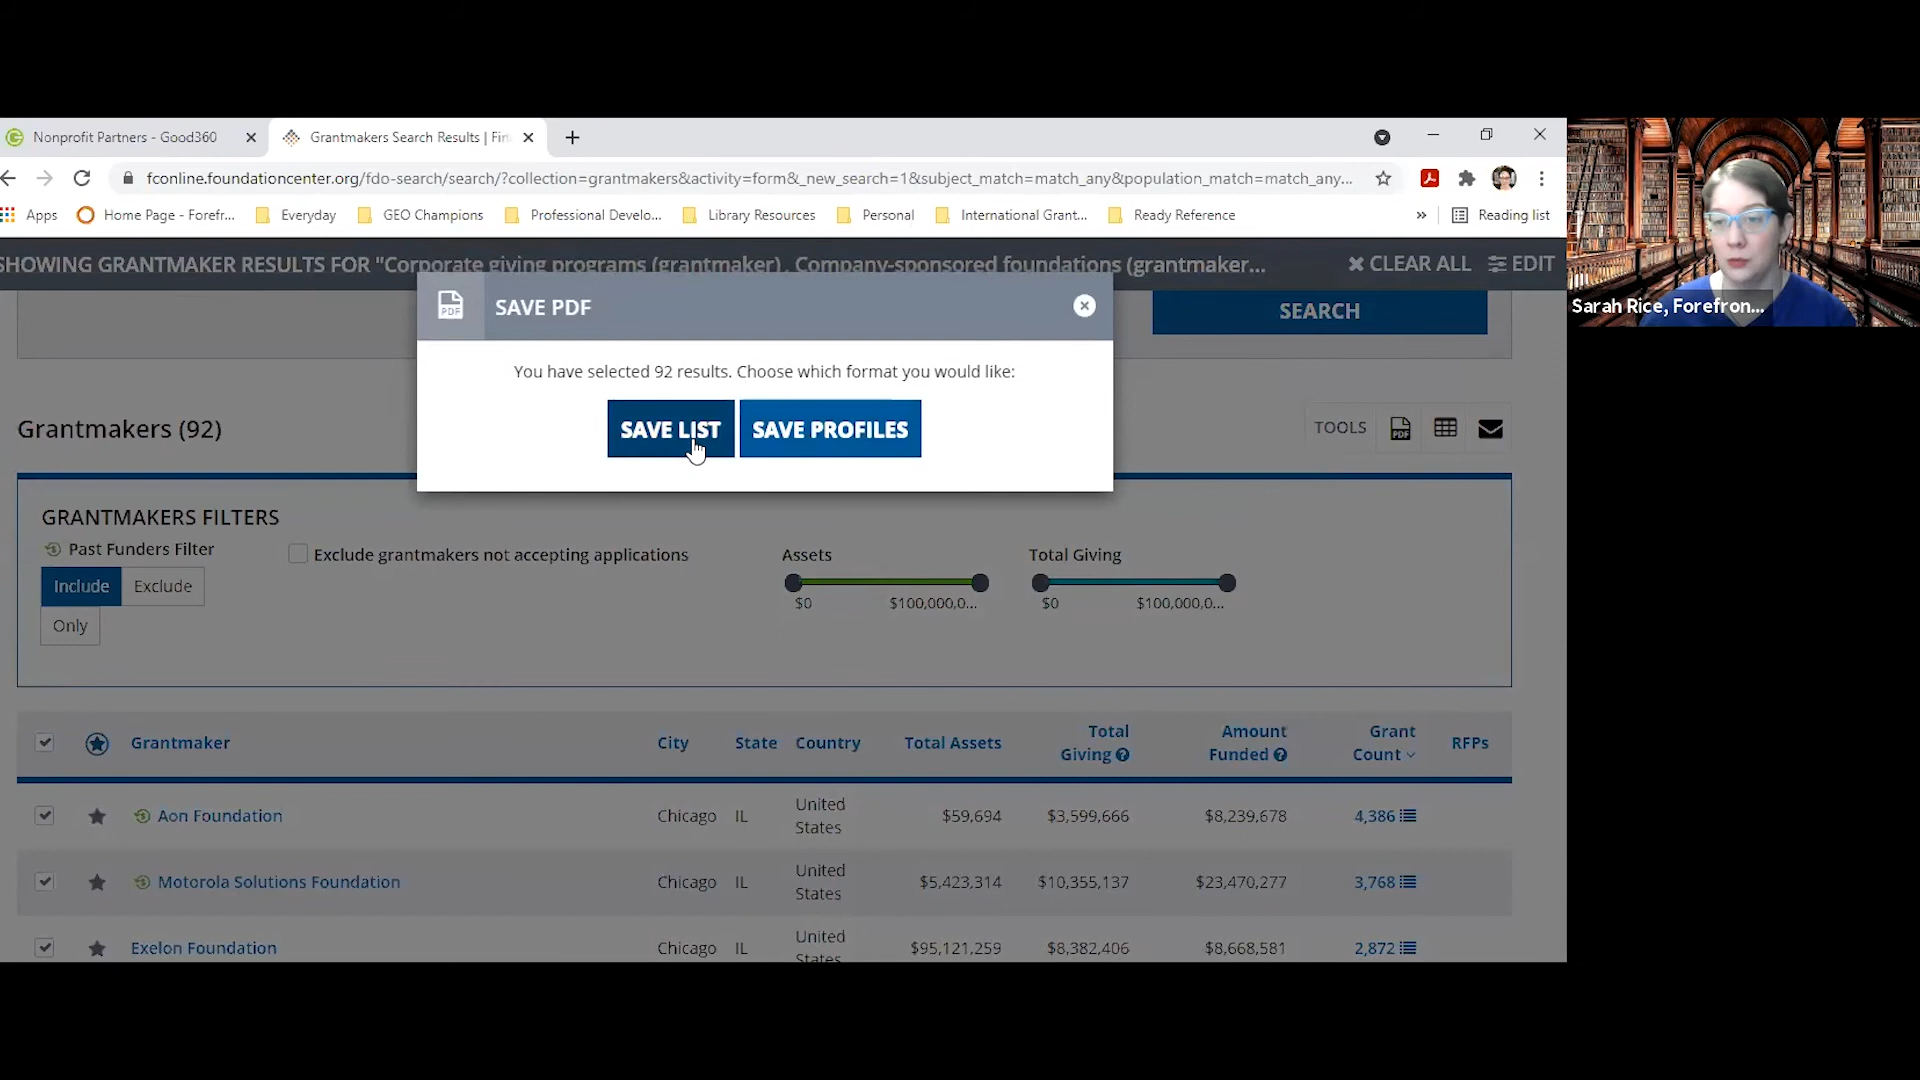 Nonprofit Partners - Good360
Grantmakers Search Results | Fin
fconline.foundationcenter.org/fdo-search/search/?collection=grantmakers&activity=form&_new_search=1&subject_match=match_any&population_match=match_any...
Apps
Home Page - Forefr...
Everyday
GEO Champions
Professional Develo...
Library Resources
Personal
International Grant...
Ready Reference
»
Reading list
SHOWING GRANTMAKER RESULTS FOR "Corporate giving programs (grantmaker), Company-sponsored foundations (grantmaker...
CLEAR ALL
EDIT
PDF
SAVE PDF
SEARCH
Sarah Rice, Forefron...
You have selected 92 results. Choose which format you would like:
SAVE LIST
SAVE PROFILES
Grantmakers (92)
TOOLS
PDF
GRANTMAKERS FILTERS
Past Funders Filter
Include
Exclude
Only
Exclude grantmakers not accepting applications
Assets
$0
$100,000,0...
Total Giving
$0
$100,000,0...
Grantmaker City State Country Total Assets Total Giving Amount Funded Grant Count RFPs
Aon Foundation Chicago IL United States $59,694 $3,599,666 $8,239,678 4,386
Motorola Solutions Foundation Chicago IL United States $5,423,314 $10,355,137 $23,470,277 3,768
Exelon Foundation Chicago IL United States $95,121,259 $8,382,406 $8,668,581 2,872